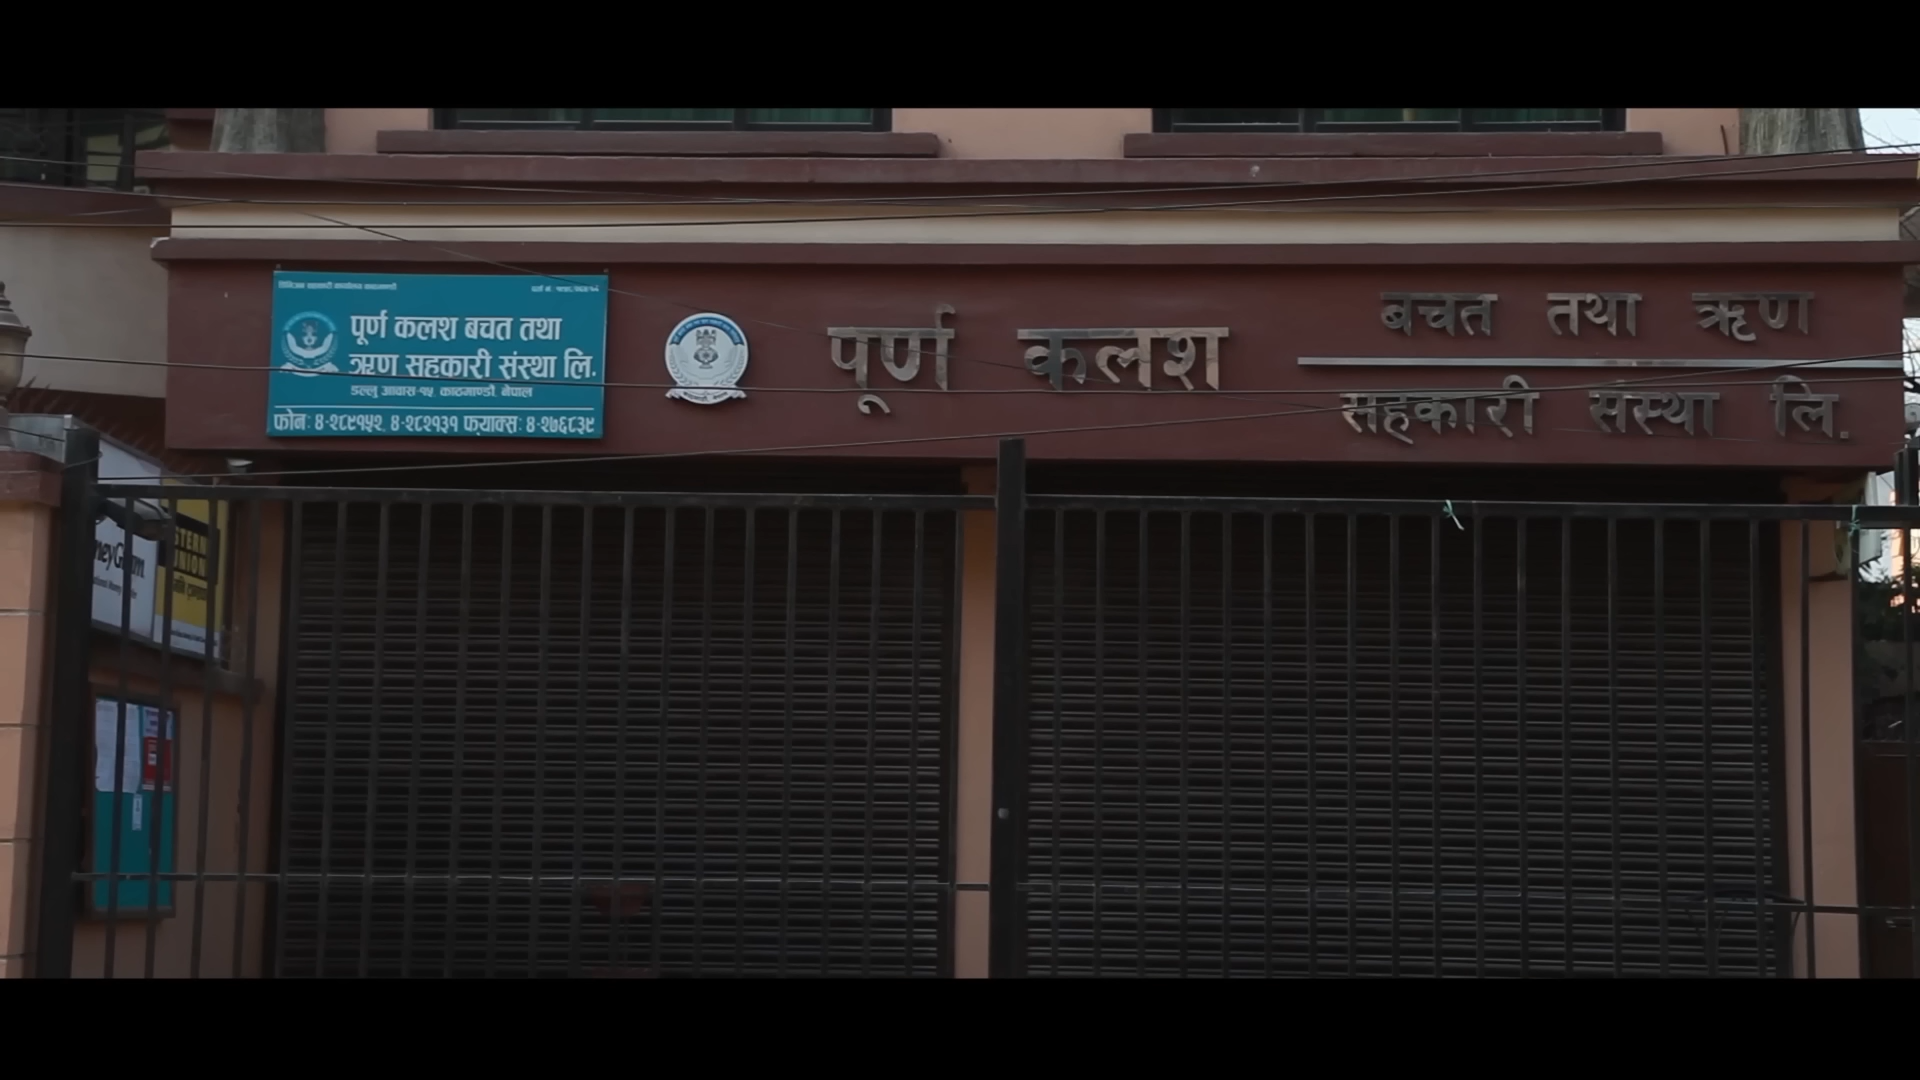 पूर्ण कलश बचत तथा
ऋण सहकारी संस्था लि.
डल्लु आवास-१५, काठमाण्डौ, नेपाल
फोन: ४-२८९१५२, ४-२८२१३१ फ्याक्स: ४-२७६८३९
पूर्ण कलश
बचत तथा ऋण
सहकारी संस्था लि.